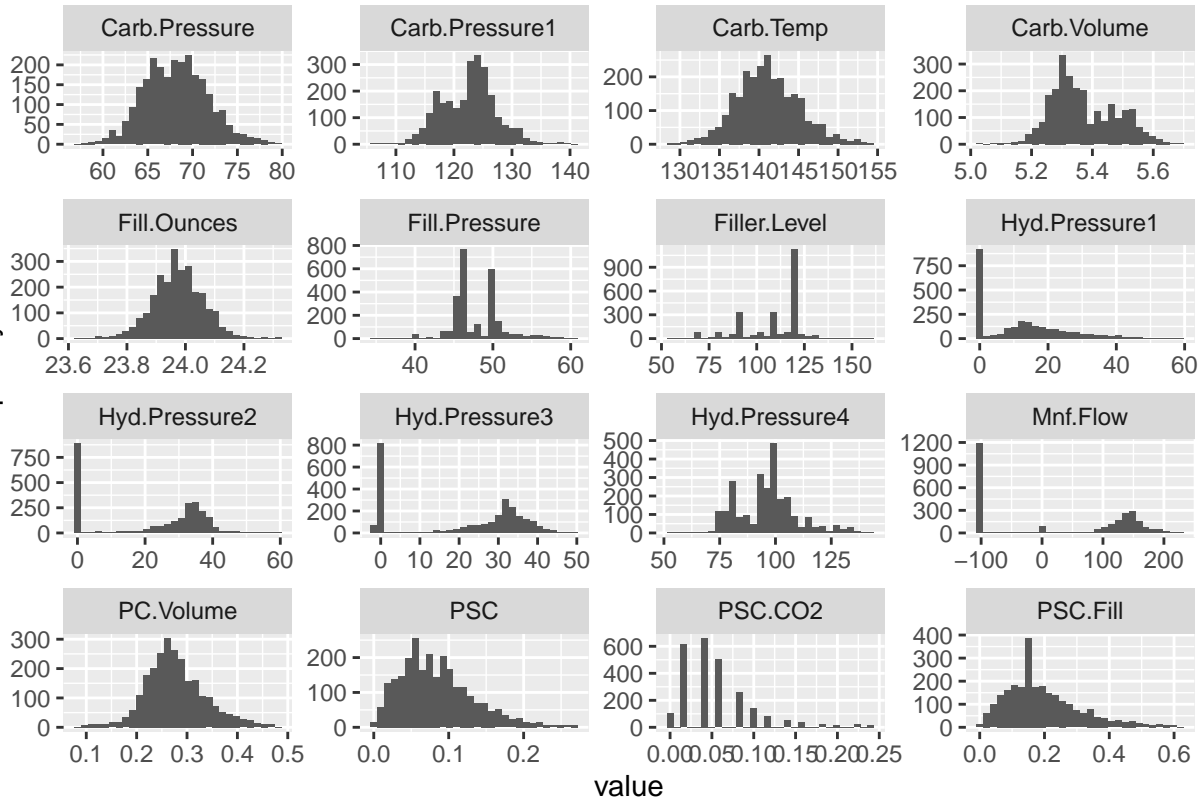 Carb.Pressure Carb.Pressure1 Carb.Temp Carb.Volume
200 300 200 300
150 200 100 200
100 100 0 100
50 0 0
0
60 65 70 75 80 110 120 130 140 130 135 140 145 150 155 5.0 5.2 5.4 5.6
Fill.Ounces Fill.Pressure Filler.Level Hyd.Pressure1
300 800 900 750
200 600 600 500
100 400 300 250
0 200 0 0
0
23.6 23.8 24.0 24.2 40 50 60 50 75 100 125 150 0 20 40 60
Hyd.Pressure2 Hyd.Pressure3 Hyd.Pressure4 Mnf.Flow
750 800 500 1200
500 600 400 900
250 400 300 600
0 200 200 300
0 100 0
0
0 20 40 60 0 10 20 30 40 50 50 75 100 125 −100 0 100 200
PC.Volume PSC PSC.CO2 PSC.Fill
300 200 600 400
200 100 400 300
100 0 200 200
0 0 100
0
0.1 0.2 0.3 0.4 0.5 0.0 0.1 0.2 0.00 0.05 0.10 0.15 0.20 0.25 0.0 0.2 0.4 0.6
value